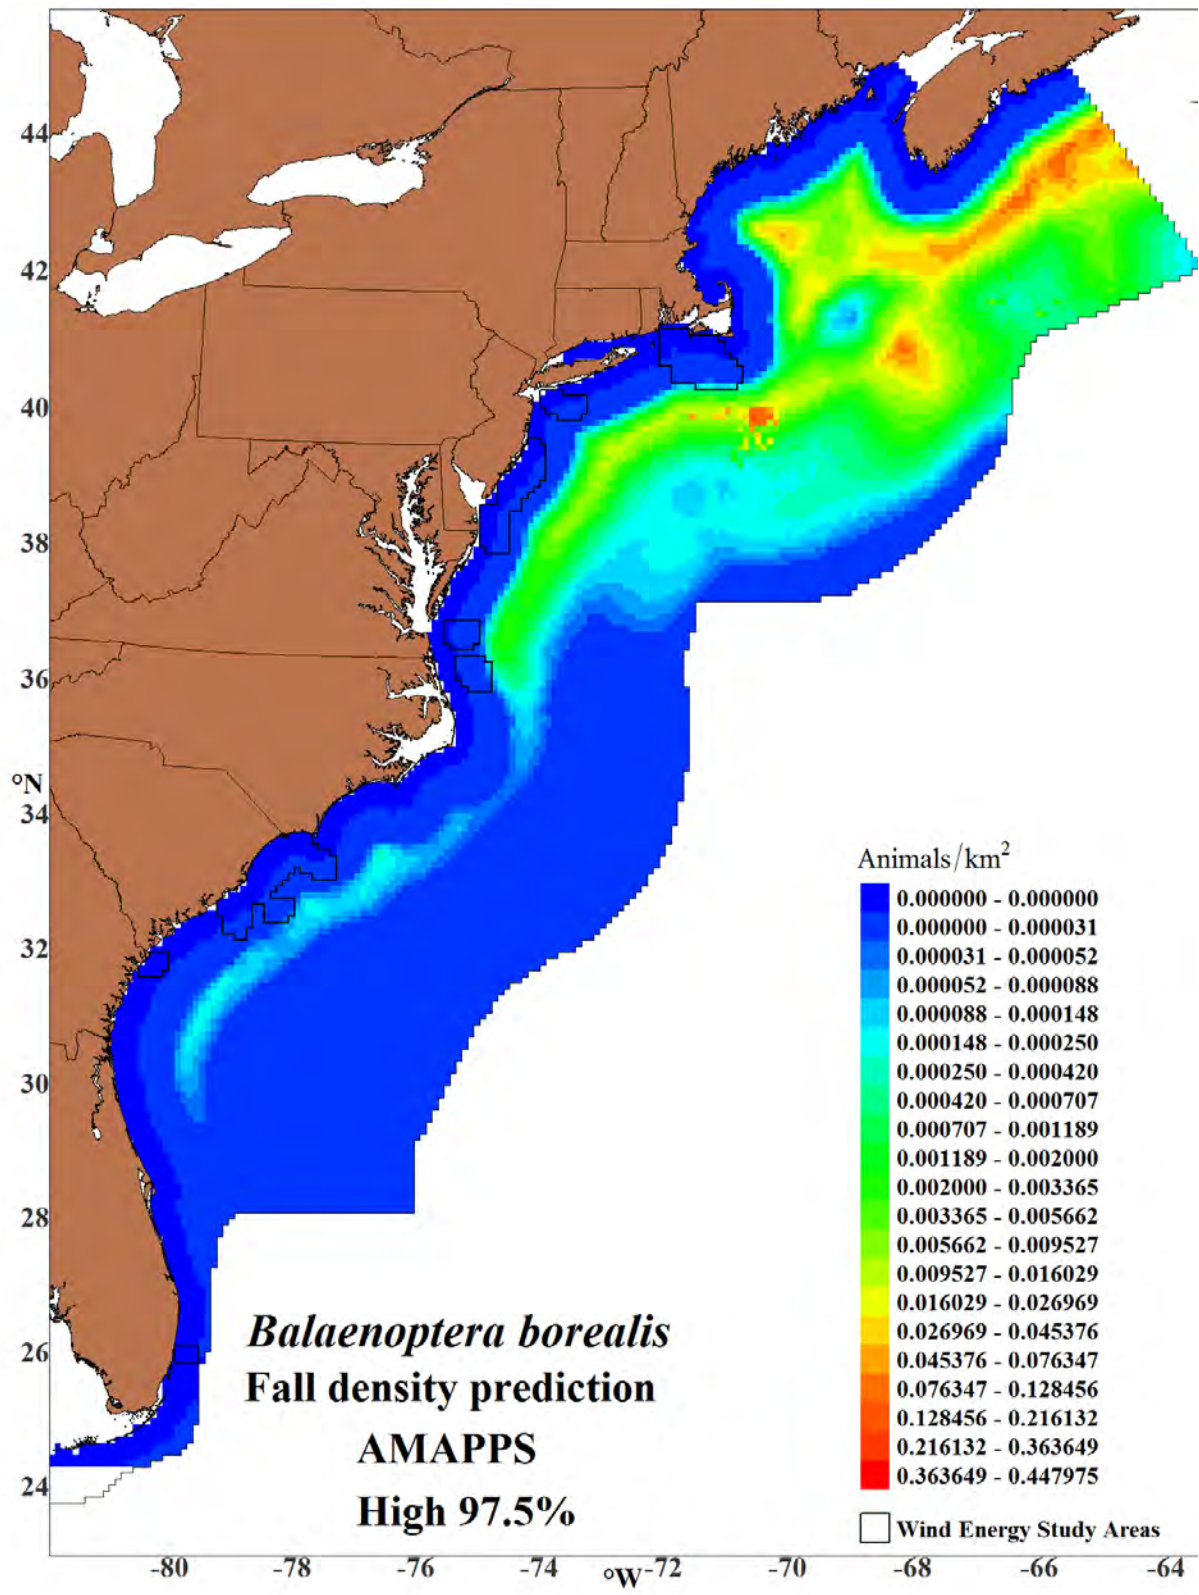 44
42
40
38
36
°N
34
32
30
28
26
24
Animals/km²
0.000000 - 0.000000
0.000000 - 0.000031
0.000031 - 0.000052
0.000052 - 0.000088
0.000088 - 0.000148
0.000148 - 0.000250
0.000250 - 0.000420
0.000420 - 0.000707
0.000707 - 0.001189
0.001189 - 0.002000
0.002000 - 0.003365
0.003365 - 0.005662
0.005662 - 0.009527
0.009527 - 0.016029
0.016029 - 0.026969
0.026969 - 0.045376
0.045376 - 0.076347
0.076347 - 0.128456
0.128456 - 0.216132
0.216132 - 0.363649
0.363649 - 0.447975
Wind Energy Study Areas
Balaenoptera borealis
Fall density prediction
AMAPPS
High 97.5%
-80 -78 -76 -74 °W -72 -70 -68 -66 -64